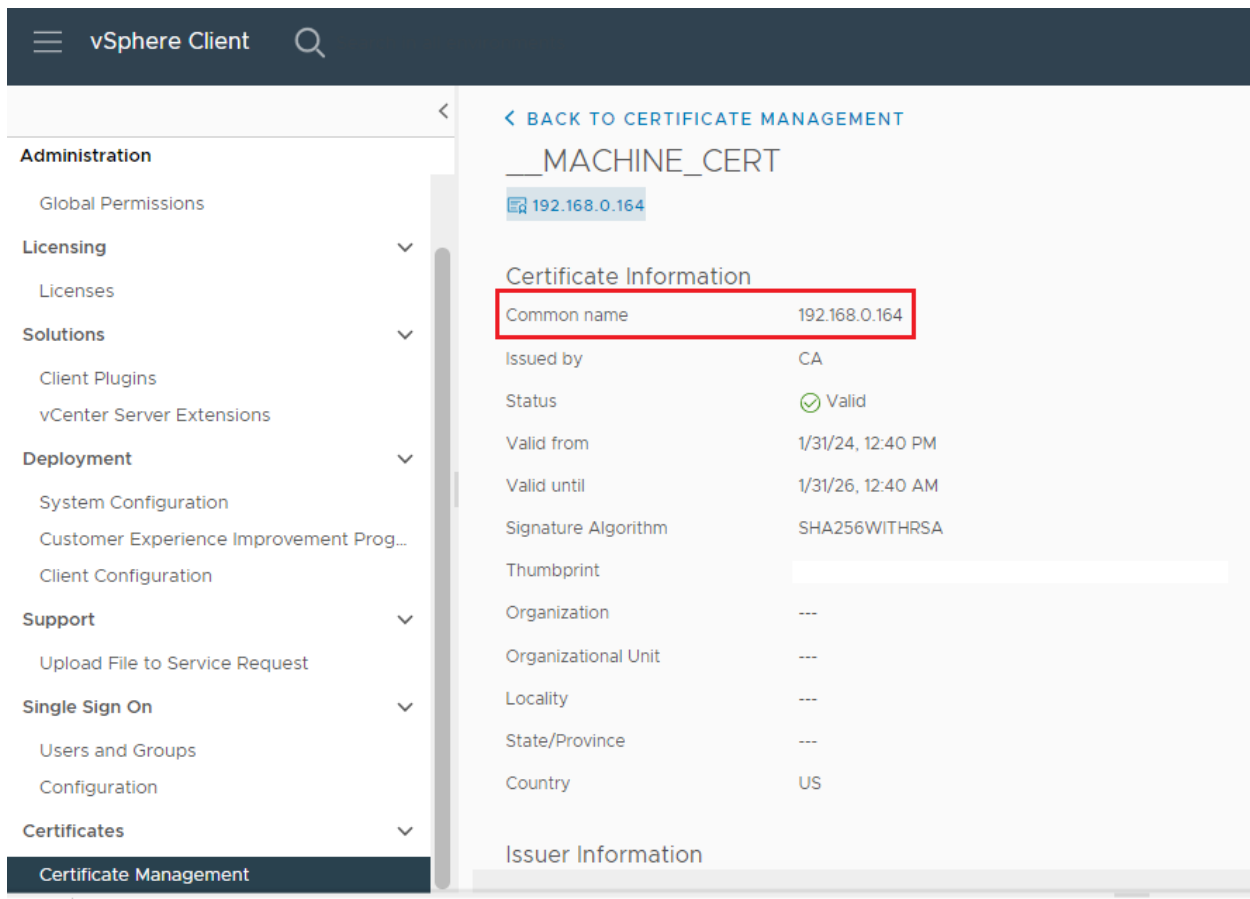 vSphere Client
Administration
Global Permissions
Licensing
Licenses
Solutions
Client Plugins
vCenter Server Extensions
Deployment
System Configuration
Customer Experience Improvement Prog...
Client Configuration
Support
Upload File to Service Request
Single Sign On
Users and Groups
Configuration
Certificates
Certificate Management
BACK TO CERTIFICATE MANAGEMENT
__MACHINE_CERT
192.168.0.164
Certificate Information
Common name 192.168.0.164
Issued by CA
Status Valid
Valid from 1/31/24, 12:40 PM
Valid until 1/31/26, 12:40 AM
Signature Algorithm SHA256WITHRSA
Thumbprint
Organization ---
Organizational Unit ---
Locality ---
State/Province ---
Country US
Issuer Information